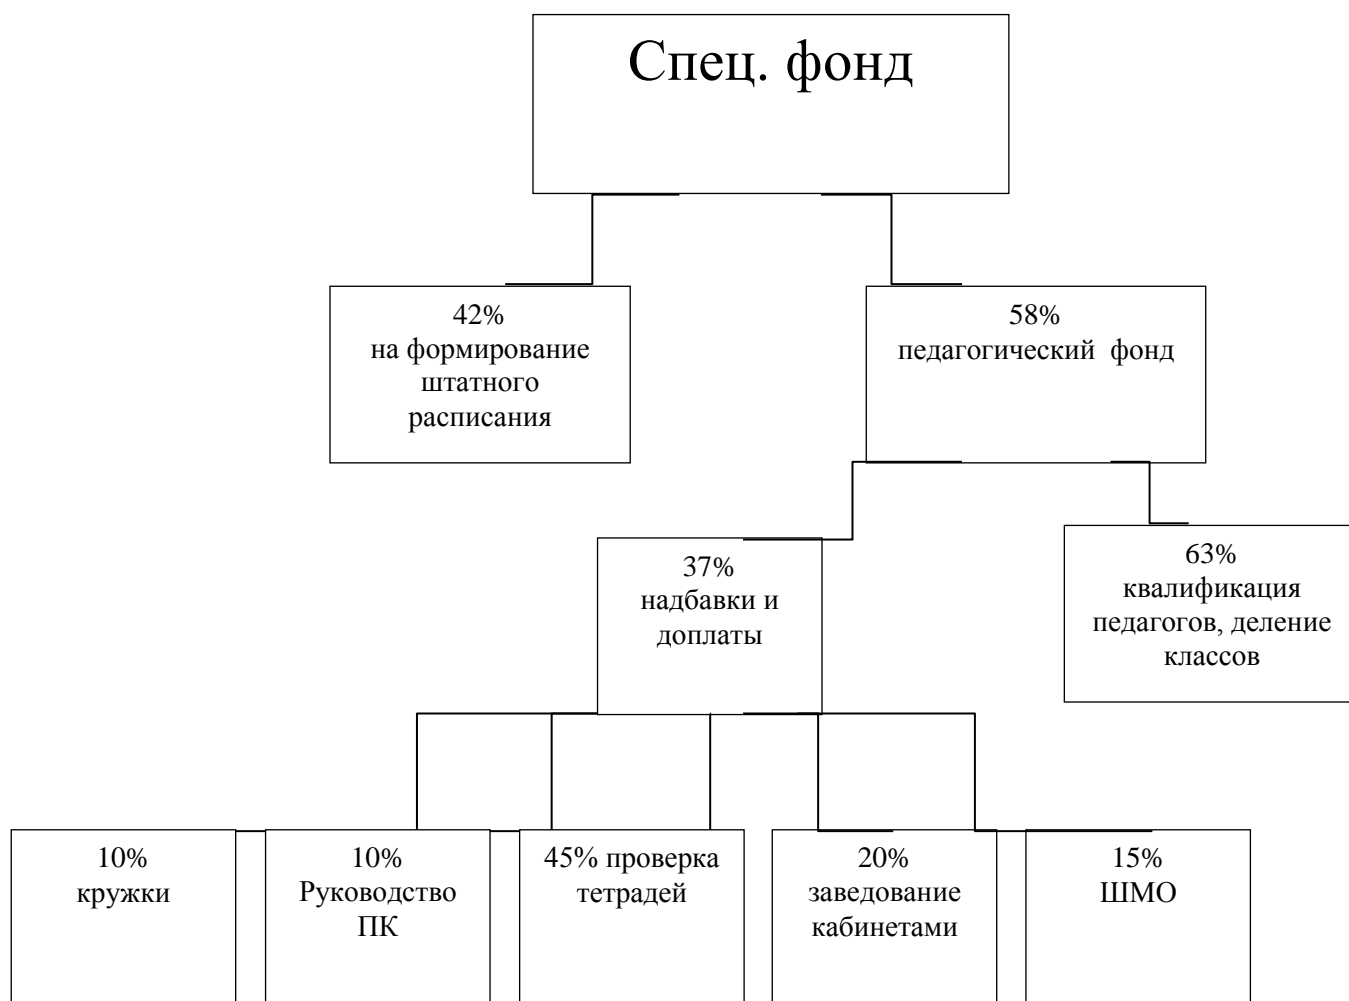 Спец. фонд
42%
на формирование
штатного
расписания
58%
педагогический фонд
37%
надбавки и
доплаты
63%
квалификация
педагогов, деление
классов
10%
кружки
10%
Руководство
ПК
45% проверка
тетрадей
20%
заведование
кабинетами
15%
ШМО